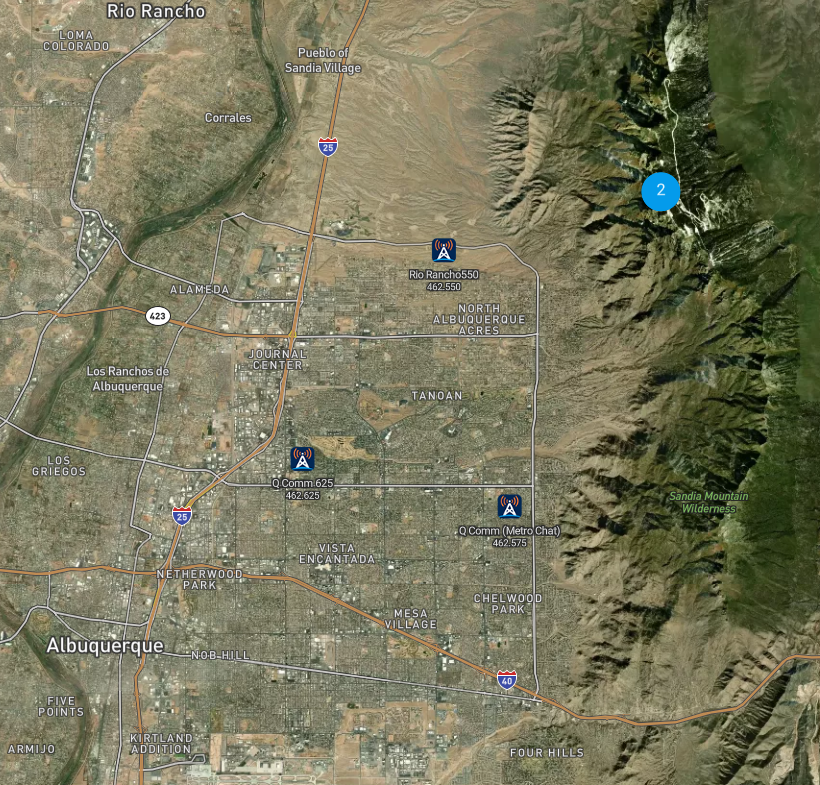 Rio Rancho
LOMA
COLORADO
Pueblo of
Sandia Village
Corrales
25
2
Rio Rancho550
462.550
ALAMEDA
NORTH
ALBUQUERQUE
ACRES
423
JOURNAL
CENTER
Los Ranchos de
Albuquerque
TANOAN
LOS
GRIEGOS
Q Comm 625
462.625
Sandia Mountain
Wilderness
25
Q Comm (Metro Chat)
462.575
VISTA
ENCANTADA
NETHERWOOD
PARK
CHELWOOD
PARK
MESA
VILLAGE
Albuquerque
NOB HILL
40
FIVE
POINTS
KIRTLAND
ADDITION
ARMIJO
FOUR HILLS